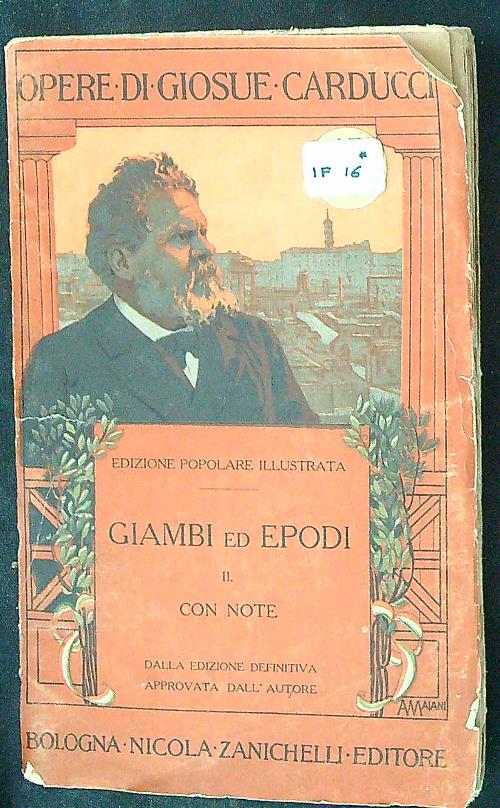 OPERE·DI·GIOSUE·CARDUCCI
IF 16*
EDIZIONE POPOLARE ILLUSTRATA
GIAMBI ED EPODI
II.
CON NOTE
DALLA EDIZIONE DEFINITIVA
APPROVATA DALL'AUTORE
AMAIANI
BOLOGNA·NICOLA·ZANICHELLI·EDITORE